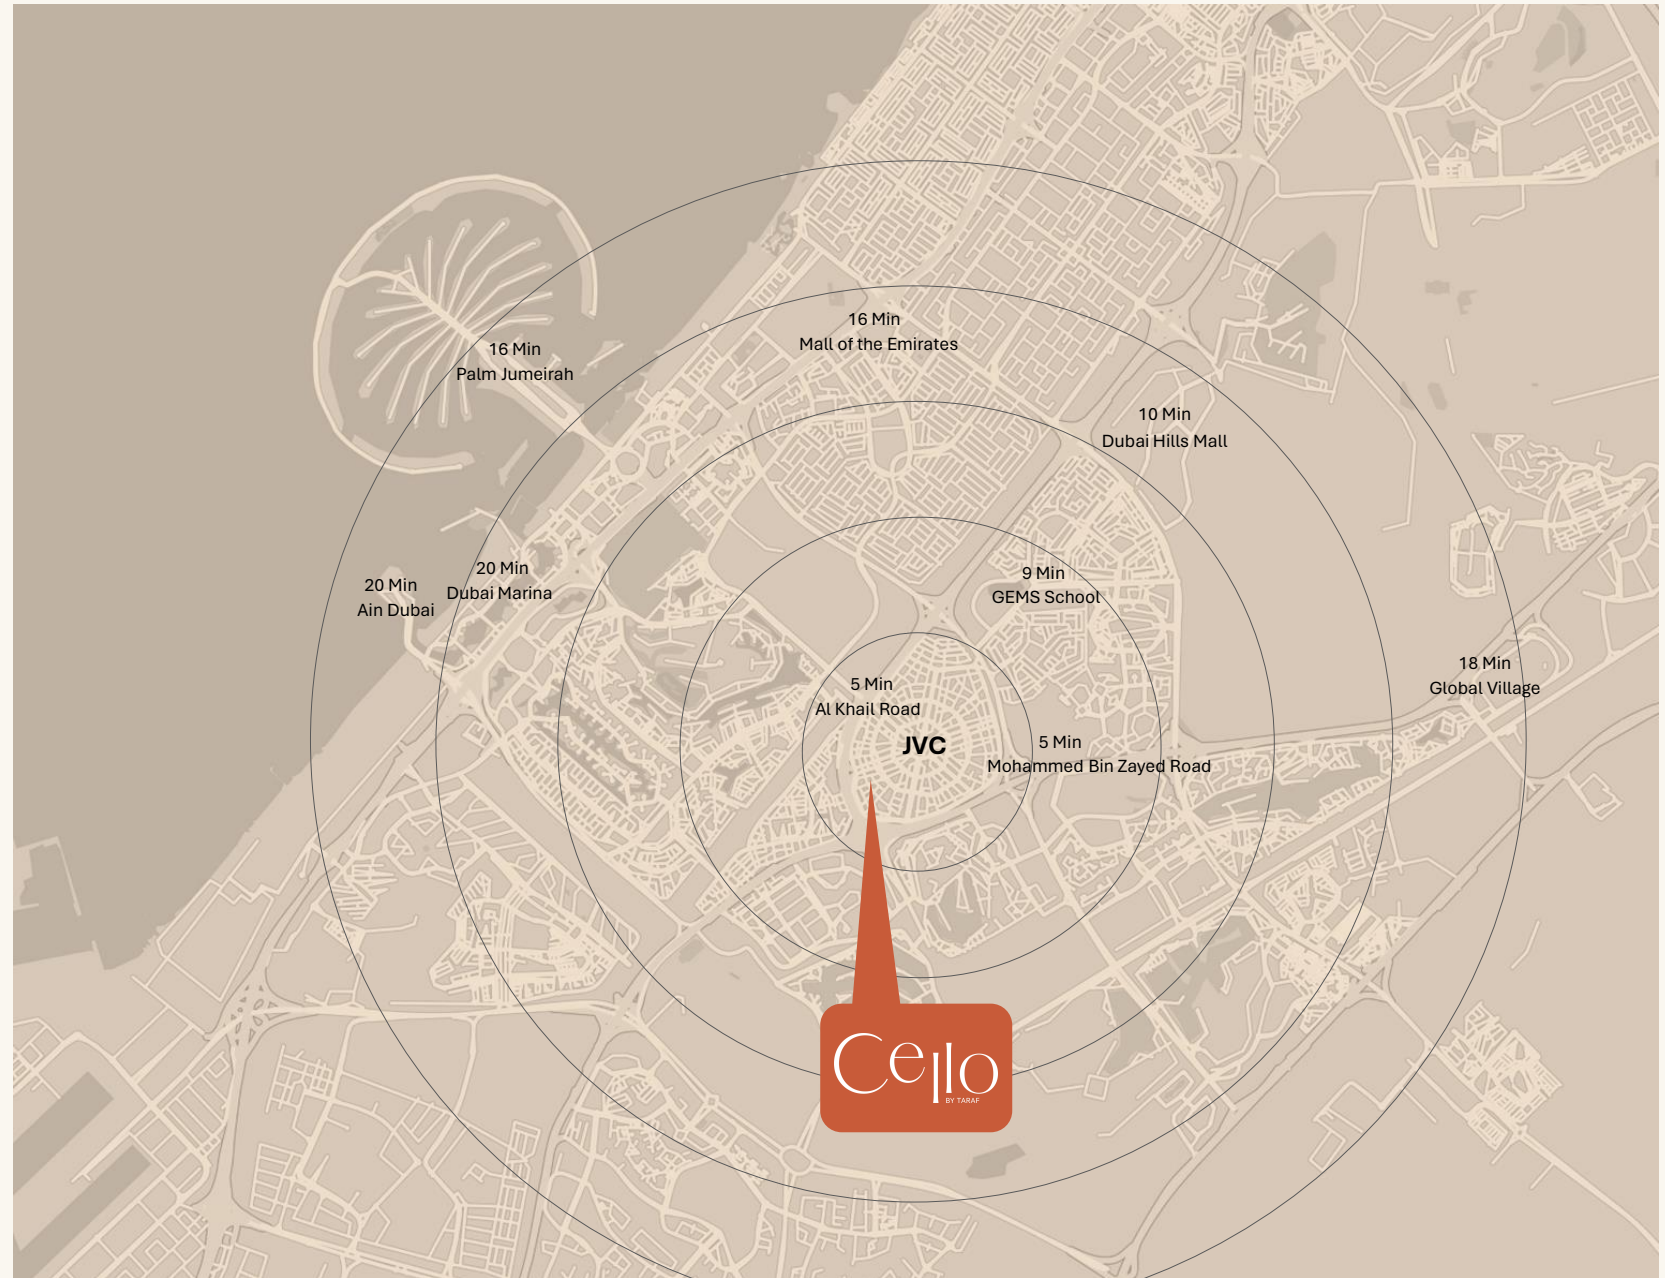 16 Min
Mall of the Emirates
16 Min
Palm Jumeirah
10 Min
Dubai Hills Mall
20 Min
Dubai Marina
20 Min
Ain Dubai
9 Min
GEMS School
18 Min
Global Village
5 Min
Al Khail Road
JVC
5 Min
Mohammed Bin Zayed Road
Cello
BY TARAF